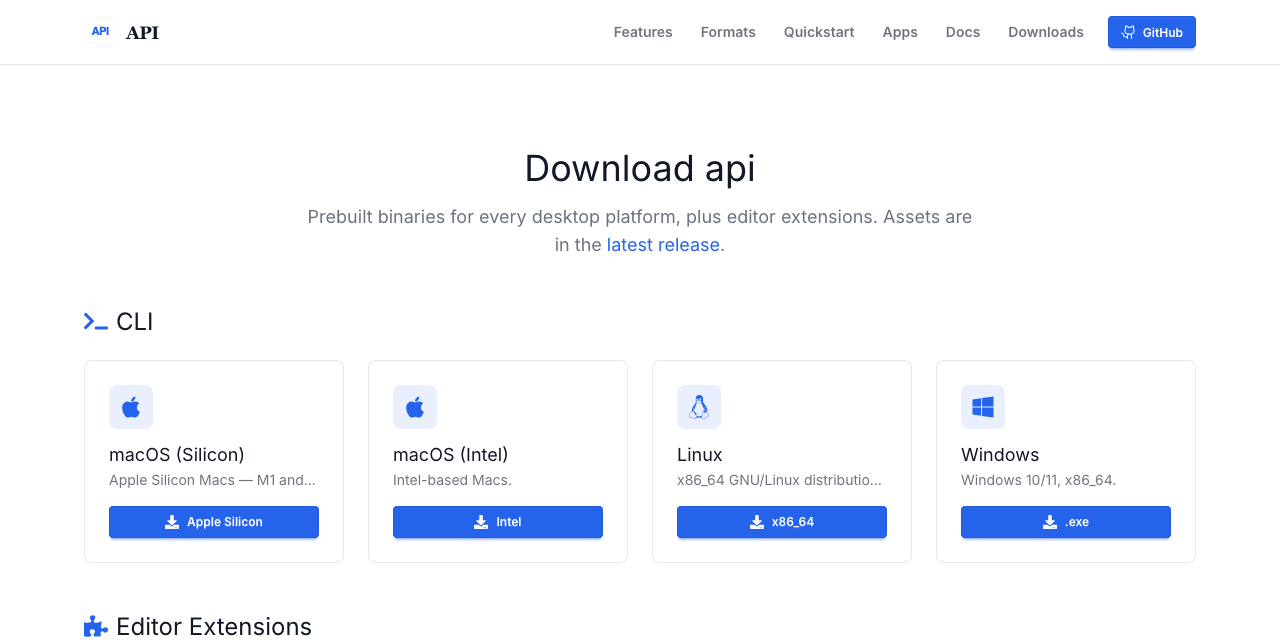 API API Features Formats Quickstart Apps Docs Downloads GitHub
Download api
Prebuilt binaries for every desktop platform, plus editor extensions. Assets are
in the latest release.
CLI
macOS (Silicon)
Apple Silicon Macs — M1 and...
Apple Silicon
macOS (Intel)
Intel-based Macs.
Intel
Linux
x86_64 GNU/Linux distributio...
x86_64
Windows
Windows 10/11, x86_64.
.exe
Editor Extensions